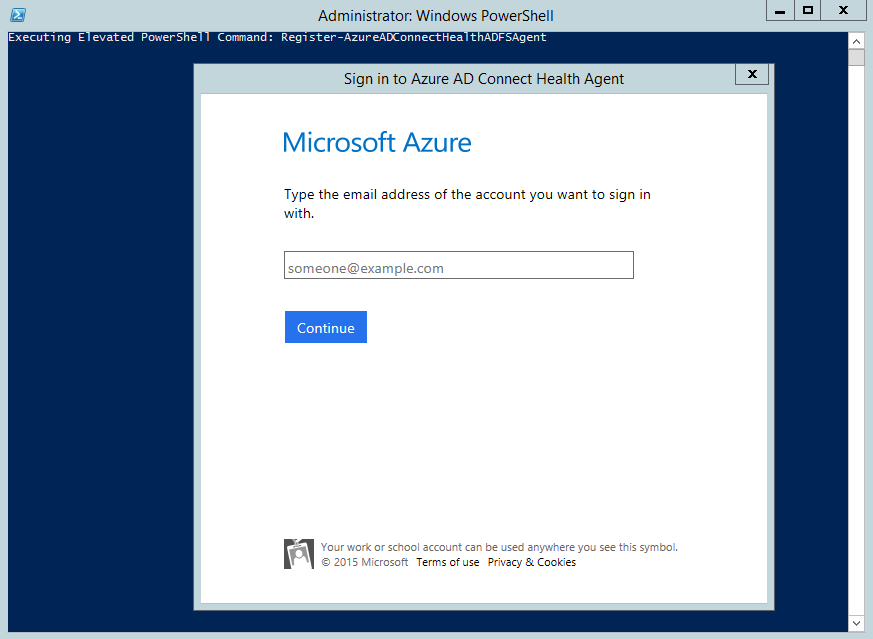 Administrator: Windows PowerShell
Executing Elevated PowerShell Command: Register-AzureADConnectHealthADFSAgent
Sign in to Azure AD Connect Health Agent
Microsoft Azure
Type the email address of the account you want to sign in
with.
someone@example.com
Continue
Your work or school account can be used anywhere you see this symbol.
© 2015 Microsoft Terms of use Privacy & Cookies